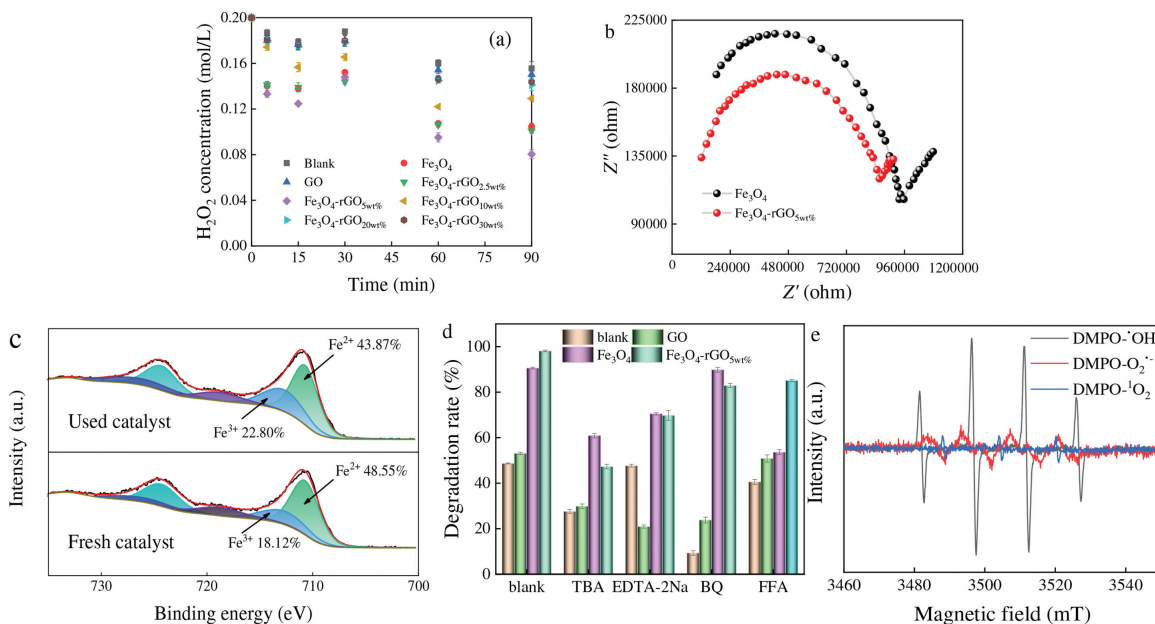 (a)
H₂O₂ concentration (mol/L)
0.20
0.16
0.12
0.08
0.04
0.00
Blank
Fe₃O₄
GO
Fe₃O₄-rGO2.5wt%
Fe₃O₄-rGO5wt%
Fe₃O₄-rGO10wt%
Fe₃O₄-rGO20wt%
Fe₃O₄-rGO30wt%
0 15 30 45 60 75 90
Time (min)
b
Z″ (ohm)
225000
180000
135000
90000
Fe₃O₄
Fe₃O₄-rGO5wt%
0 240000 480000 720000 960000 1200000
Z′ (ohm)
c
Intensity (a.u.)
Fe²⁺ 43.87%
Fe³⁺ 22.80%
Used catalyst
Fe²⁺ 48.55%
Fe³⁺ 18.12%
Fresh catalyst
730 720 710 700
Binding energy (eV)
d
Degradation rate (%)
100
80
60
40
20
0
blank
GO
Fe₃O₄
Fe₃O₄-rGO5wt%
blank TBA EDTA-2Na BQ FFA
e
Intensity (a.u.)
DMPO-•OH
DMPO-O₂•-
DMPO-¹O₂
3460 3480 3500 3520 3540
Magnetic field (mT)